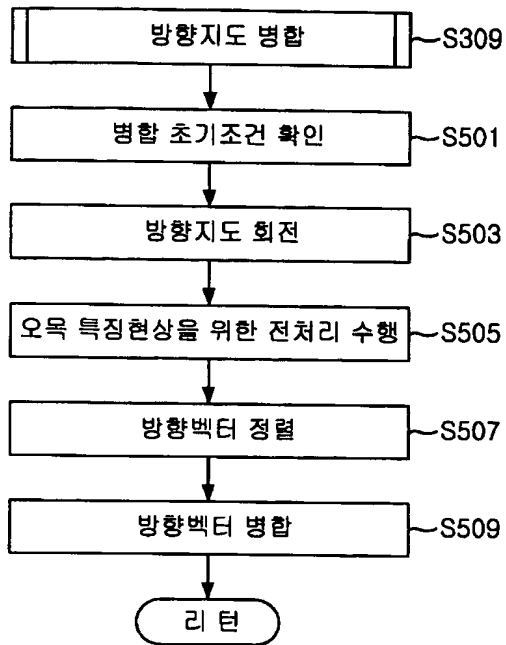 방향지도 병합 S309
병합 초기조건 확인 S501
방향지도 회전 S503
오목 특징현상을 위한 전처리 수행 S505
방향벡터 정렬 S507
방향벡터 병합 S509
리턴